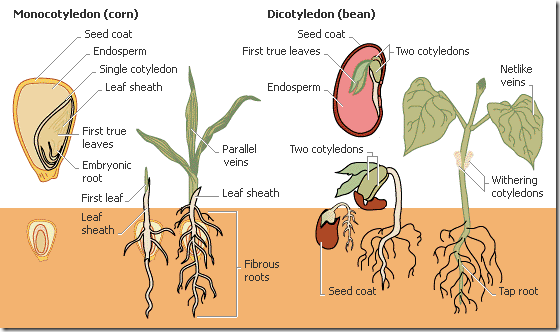 Monocotyledon (corn)
Seed coat
Endosperm
Single cotyledon
Leaf sheath
First true
leaves
Embryonic
root
First leaf
Leaf
sheath
Parallel
veins
Leaf sheath
Fibrous
roots
Dicotyledon (bean)
Seed coat
First true leaves
Two cotyledons
Endosperm
Netlike
veins
Two cotyledons
Withering
cotyledons
Seed coat
Tap root